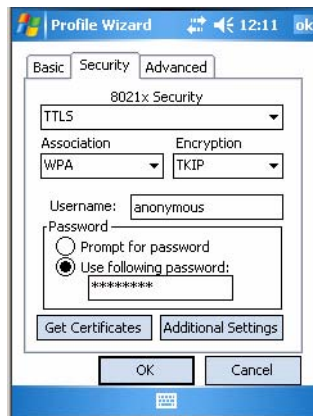 Profile Wizard 12:11 ok
Basic Security Advanced
8021x Security
TTLS
Association Encryption
WPA TKIP
Username: anonymous
Password
Prompt for password
Use following password:
********
Get Certificates Additional Settings
OK Cancel